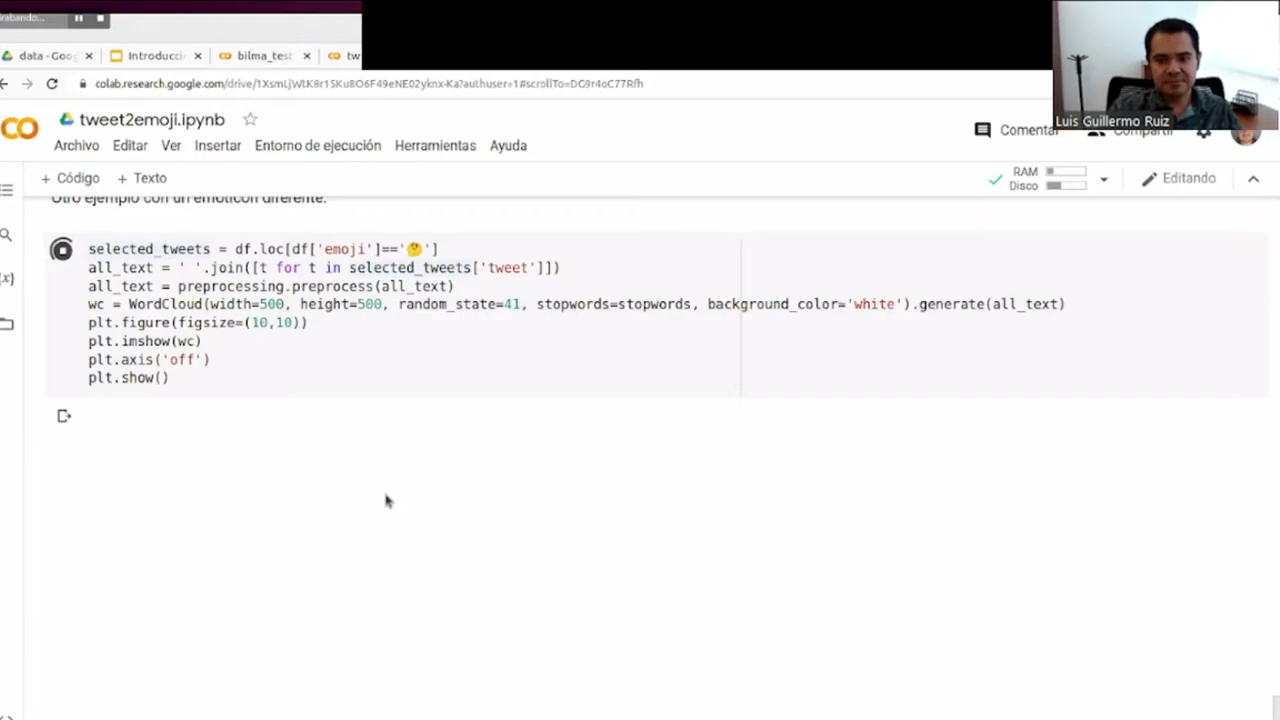 rabando...
data - Goo
Introducci
bilma_test
tw
colab.research.google.com/drive/1XsmLjWtK8r15Ku8O6F49eNE02yknx-Ka?authuser=1#scrollTo=DG9r4oC77Rfh
Luis Guillermo Ruiz
tweet2emoji.ipynb
Comentar
Compartir
Archivo Editar Ver Insertar Entorno de ejecución Herramientas Ayuda
+ Código + Texto
RAM
Disco
Editando
Otro ejemplo con un emoticon diferente.
selected_tweets = df.loc[df['emoji']=='🤔']
all_text = ' '.join([t for t in selected_tweets['tweet']])
all_text = preprocessing.preprocess(all_text)
wc = WordCloud(width=500, height=500, random_state=41, stopwords=stopwords, background_color='white').generate(all_text)
plt.figure(figsize=(10,10))
plt.imshow(wc)
plt.axis('off')
plt.show()